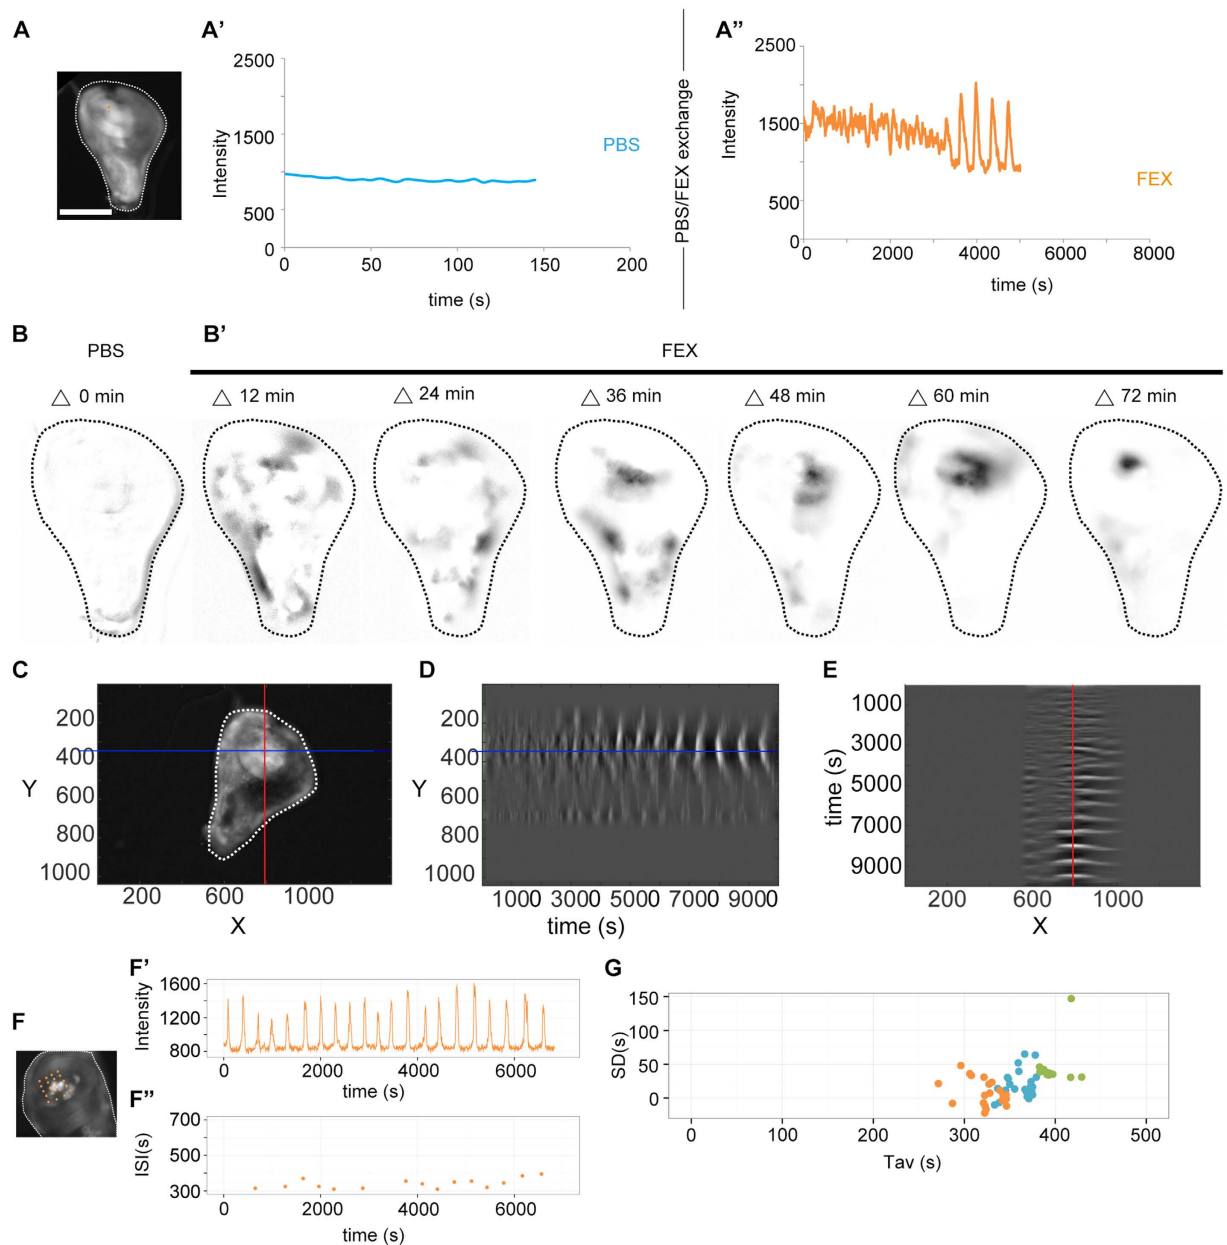 A
A'
A"
2500
1500
500
0
Intensity
PBS
0
50
100
150
200
time (s)
PBS/FEX exchange
2500
1500
500
0
Intensity
FEX
0
2000
4000
6000
8000
time (s)
B
B'
PBS
FEX
△ 0 min
△ 12 min
△ 24 min
△ 36 min
△ 48 min
△ 60 min
△ 72 min
C
200
400
600
800
1000
Y
200
600
1000
X
D
200
400
600
800
1000
Y
1000 3000 5000 7000 9000
time (s)
E
1000
3000
5000
7000
9000
time (s)
200
600
1000
X
F
F'
1600
1200
800
Intensity
0
2000
4000
6000
time (s)
F"
700
500
300
ISI(s)
0
2000
4000
6000
time (s)
G
150
100
50
0
SD(s)
0
100
200
300
400
500
Tav (s)